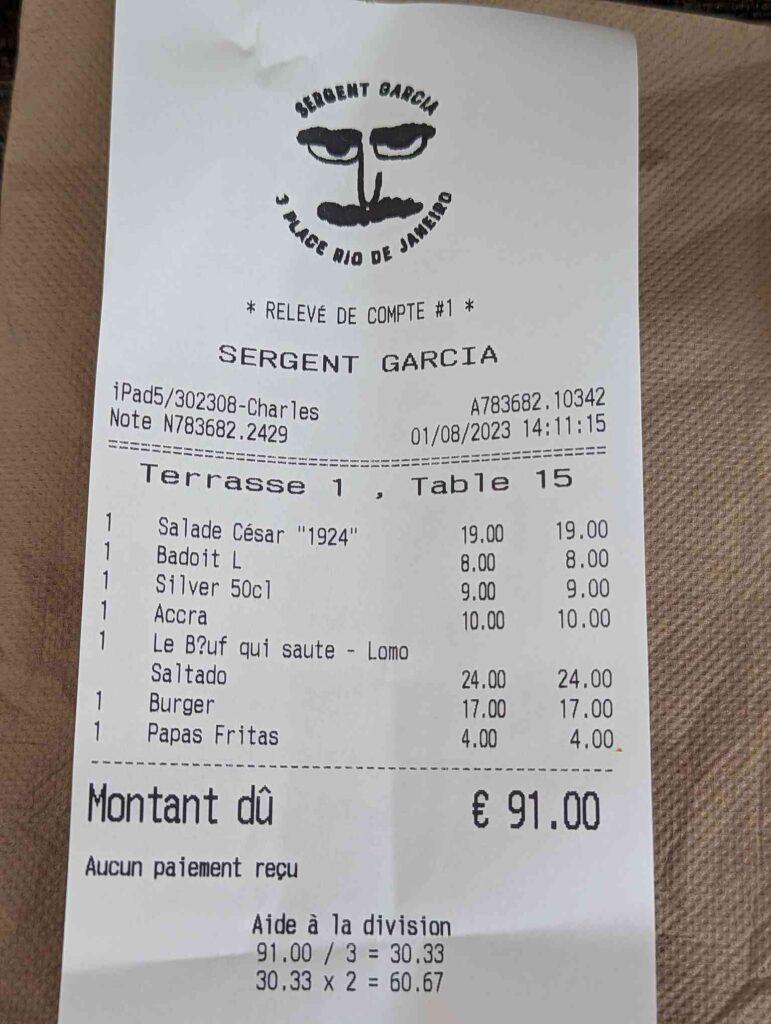 SERGENT GARCIA
3 PLACE RIO DE JANEIRO
* RELEVÉ DE COMPTE #1 *
SERGENT GARCIA
iPad5/302308-Charles A783682.10342
Note N783682.2429 01/08/2023 14:11:15
Terrasse 1 , Table 15
1 Salade César "1924" 19.00 19.00
1 Badoit L 8.00 8.00
1 Silver 50cl 9.00 9.00
1 Accra 10.00 10.00
1 Le B?uf qui saute - Lomo
Saltado 24.00 24.00
1 Burger 17.00 17.00
1 Papas Fritas 4.00 4.00
Montant dû € 91.00
Aucun paiement reçu
Aide à la division
91.00 / 3 = 30.33
30.33 x 2 = 60.67